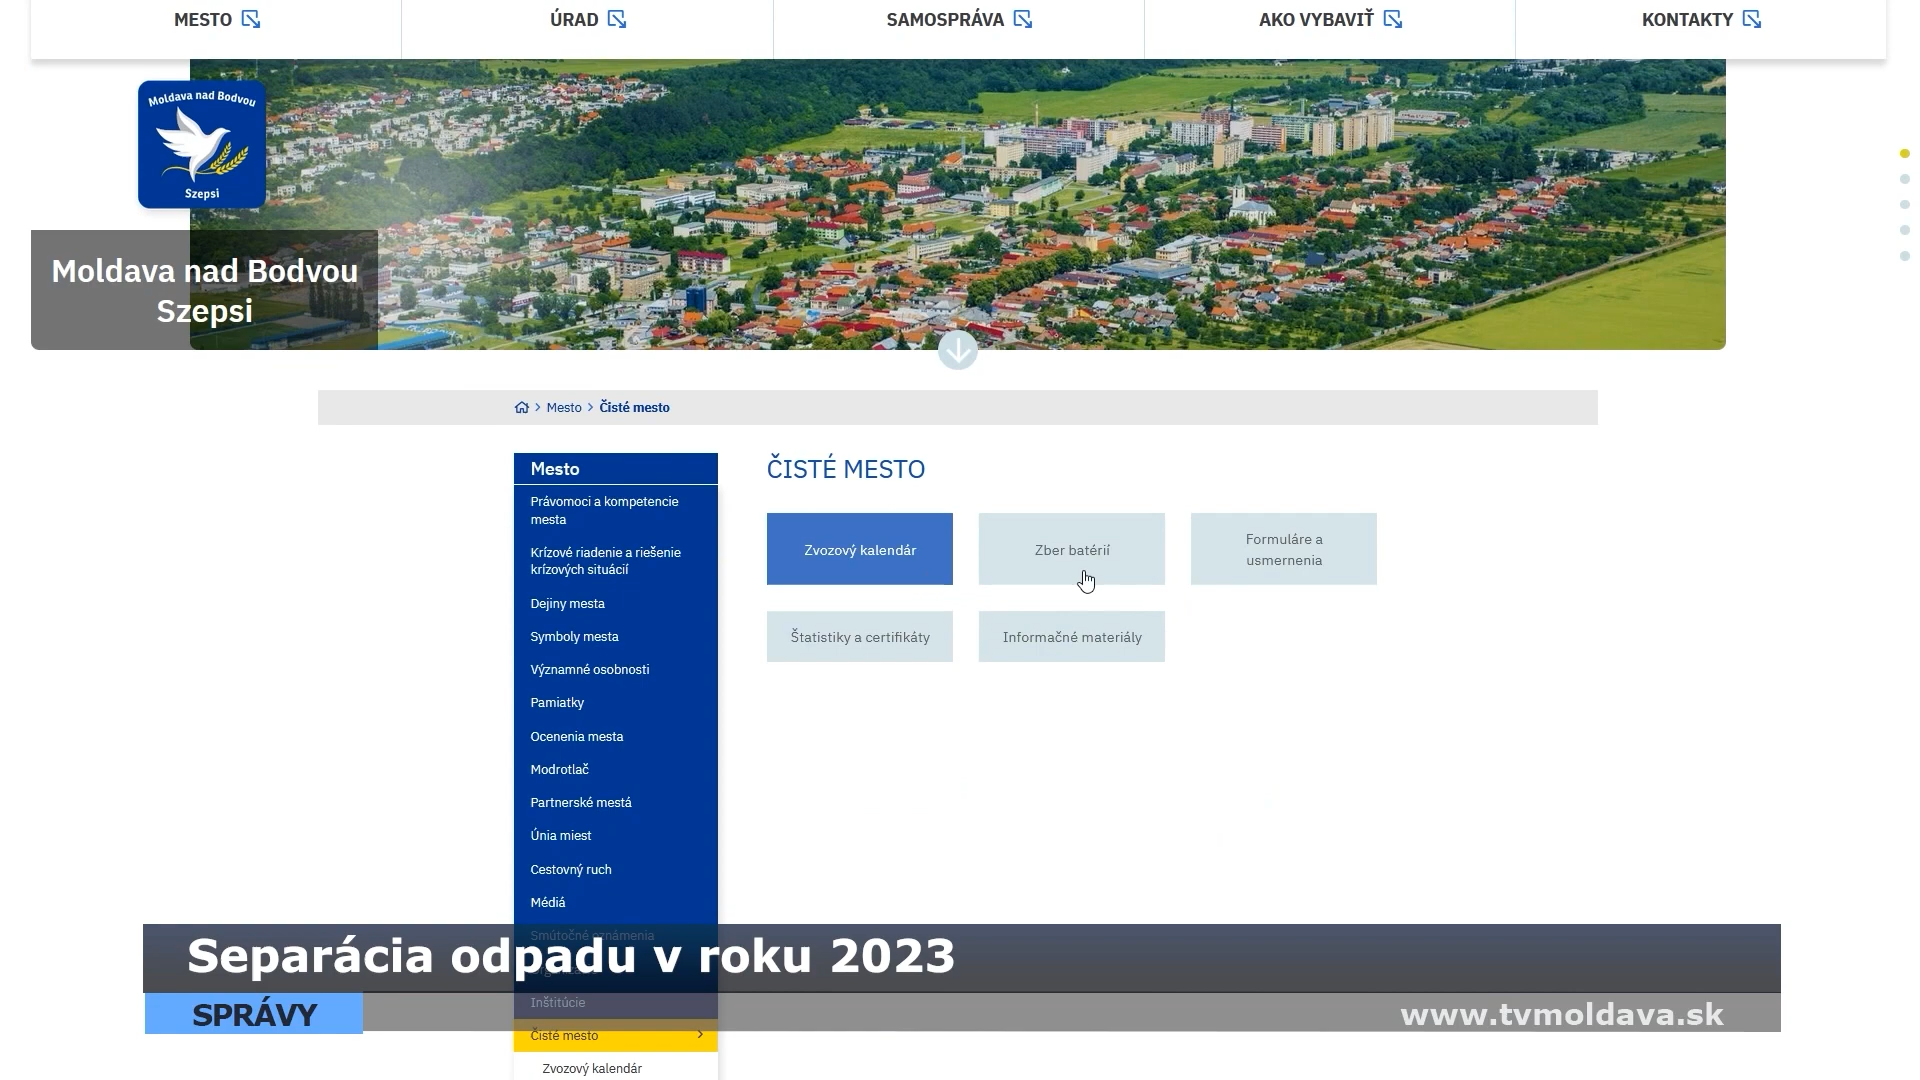 MESTO
ÚRAD
SAMOSPRÁVA
AKO VYBAVIŤ
KONTAKTY
Moldava nad Bodvou
Szepsi
Moldava nad Bodvou
Szepsi
Mesto
Čisté mesto
Mesto
Právomoci a kompetencie
mesta
Krízové riadenie a riešenie
krízových situácií
Dejiny mesta
Symboly mesta
Významné osobnosti
Pamiatky
Ocenenia mesta
Modrotlač
Partnerské mestá
Únia miest
Cestovný ruch
Médiá
Smútočné oznámenia
Inštitúcie
Čisté mesto
Zvozový kalendár
ČISTÉ MESTO
Zvozový kalendár
Zber batérií
Formuláre a
usmernenia
Štatistiky a certifikáty
Informačné materiály
Separácia odpadu v roku 2023
SPRÁVY
www.tvmoldava.sk